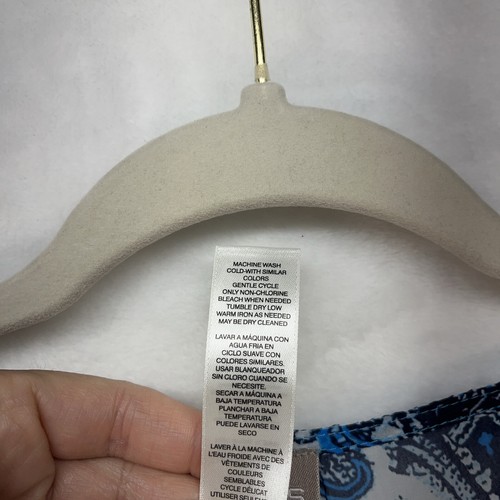 MACHINE WASH
COLD-WITH SIMILAR
COLORS
GENTLE CYCLE
ONLY NON-CHLORINE
BLEACH WHEN NEEDED
TUMBLE DRY LOW
WARM IRON AS NEEDED
MAY BE DRY CLEANED
LAVAR A MÁQUINA CON
AGUA FRIA EN
CICLO SUAVE CON
COLORES SIMILARES.
USAR BLANQUEADOR
SIN CLORO CUANDO SE
NECESITE.
SECAR A MÁQUINA A
BAJA TEMPERATURA
PLANCHAR A BAJA
TEMPERATURA
PUEDE LAVARSE EN
SECO
LAVER À LA MACHINE À
L'EAU FROIDE AVEC DES
VÊTEMENTS DE
COULEURS
SEMBLABLES
CYCLE DÉLICAT
UTILISER SEUL